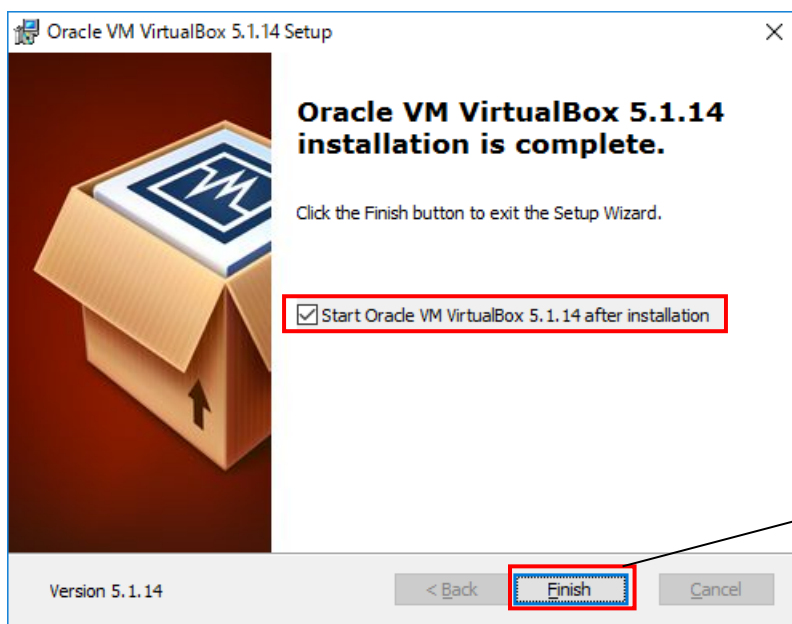 Oracle VM VirtualBox 5.1.14 Setup
Oracle VM VirtualBox 5.1.14
installation is complete.
Click the Finish button to exit the Setup Wizard.
Start Oracle VM VirtualBox 5.1.14 after installation
Version 5.1.14
< Back
Finish
Cancel